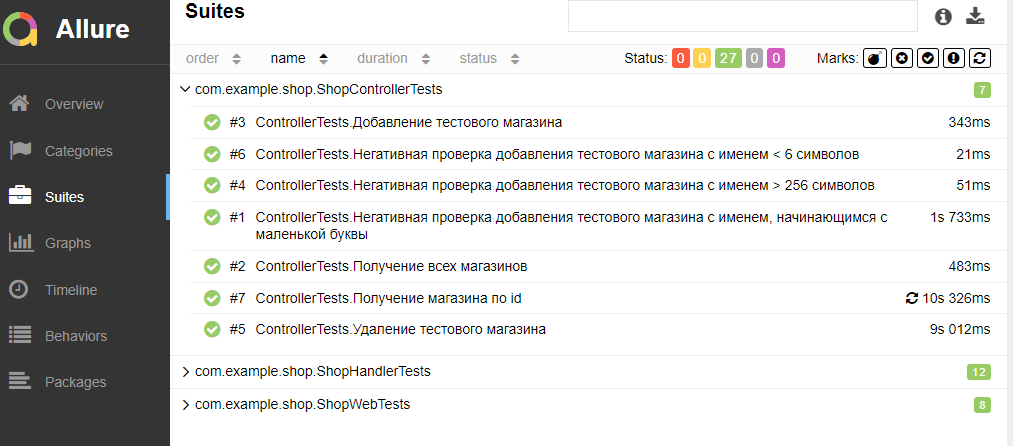 Allure
Suites
order name duration status Status: 0 0 27 0 0 Marks:
Overview
Categories
Suites
Graphs
Timeline
Behaviors
Packages
com.example.shop.ShopControllerTests 7
#3 ControllerTests.Добавление тестового магазина 343ms
#6 ControllerTests.Негативная проверка добавления тестового магазина с именем < 6 символов 21ms
#4 ControllerTests.Негативная проверка добавления тестового магазина с именем > 256 символов 51ms
#1 ControllerTests.Негативная проверка добавления тестового магазина с именем, начинающимся с 1s 733ms
маленькой буквы
#2 ControllerTests.Получение всех магазинов 483ms
#7 ControllerTests.Получение магазина по id 10s 326ms
#5 ControllerTests.Удаление тестового магазина 9s 012ms
com.example.shop.ShopHandlerTests 12
com.example.shop.ShopWebTests 8